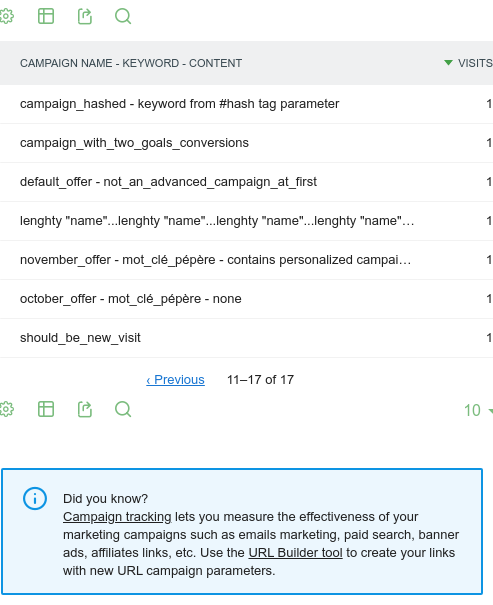 CAMPAIGN NAME - KEYWORD - CONTENT VISITS
campaign_hashed - keyword from #hash tag parameter 1
campaign_with_two_goals_conversions 1
default_offer - not_an_advanced_campaign_at_first 1
lenghty "name"...lenghty "name"...lenghty "name"...lenghty "name"… 1
november_offer - mot_clé_pépère - contains personalized campai… 1
october_offer - mot_clé_pépère - none 1
should_be_new_visit 1
‹ Previous 11–17 of 17
10
Did you know?
Campaign tracking lets you measure the effectiveness of your
marketing campaigns such as emails marketing, paid search, banner
ads, affiliates links, etc. Use the URL Builder tool to create your links
with new URL campaign parameters.